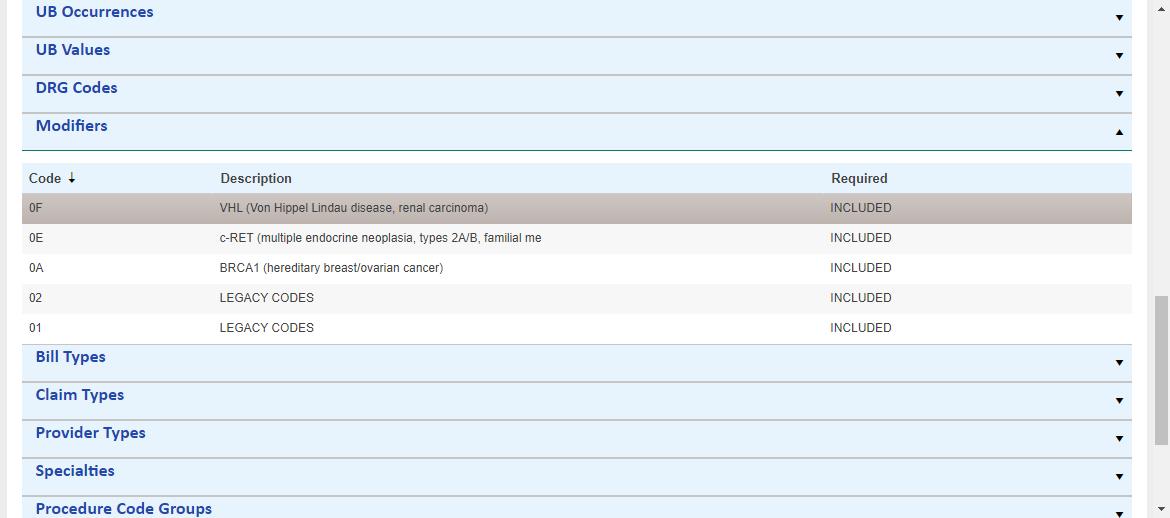 UB Occurrences
UB Values
DRG Codes
Modifiers
Code Description Required
0F VHL (Von Hippel Lindau disease, renal carcinoma) INCLUDED
0E c-RET (multiple endocrine neoplasia, types 2A/B, familial me INCLUDED
0A BRCA1 (hereditary breast/ovarian cancer) INCLUDED
02 LEGACY CODES INCLUDED
01 LEGACY CODES INCLUDED
Bill Types
Claim Types
Provider Types
Specialties
Procedure Code Groups